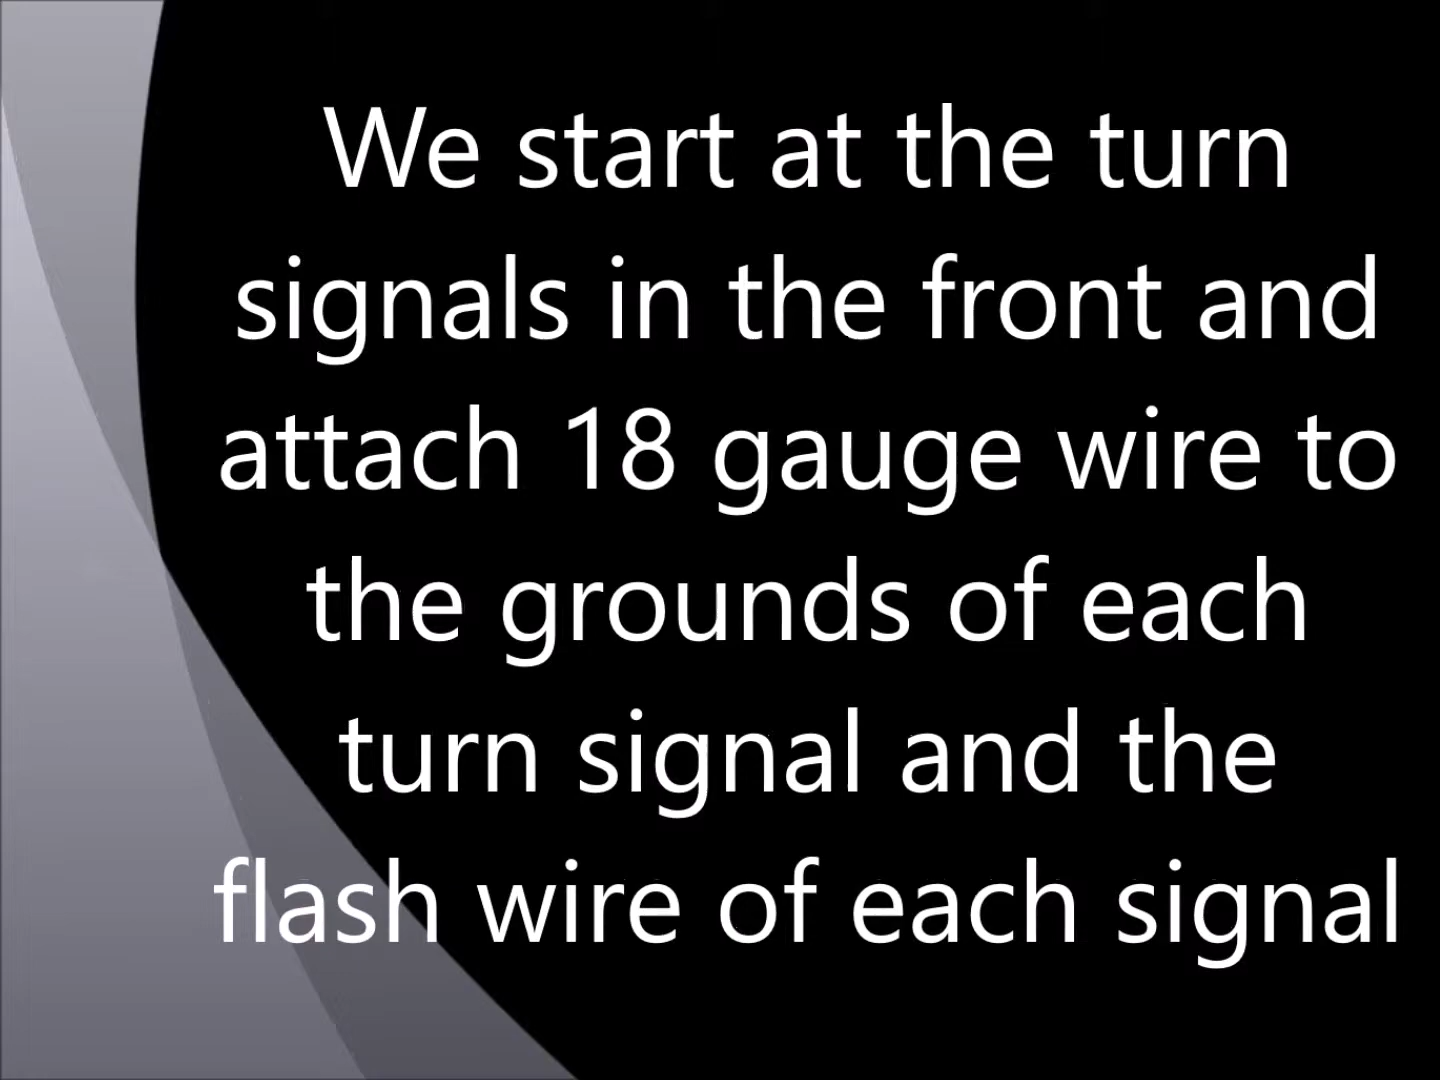 We start at the turn
signals in the front and
attach 18 gauge wire to
the grounds of each
turn signal and the
flash wire of each signal